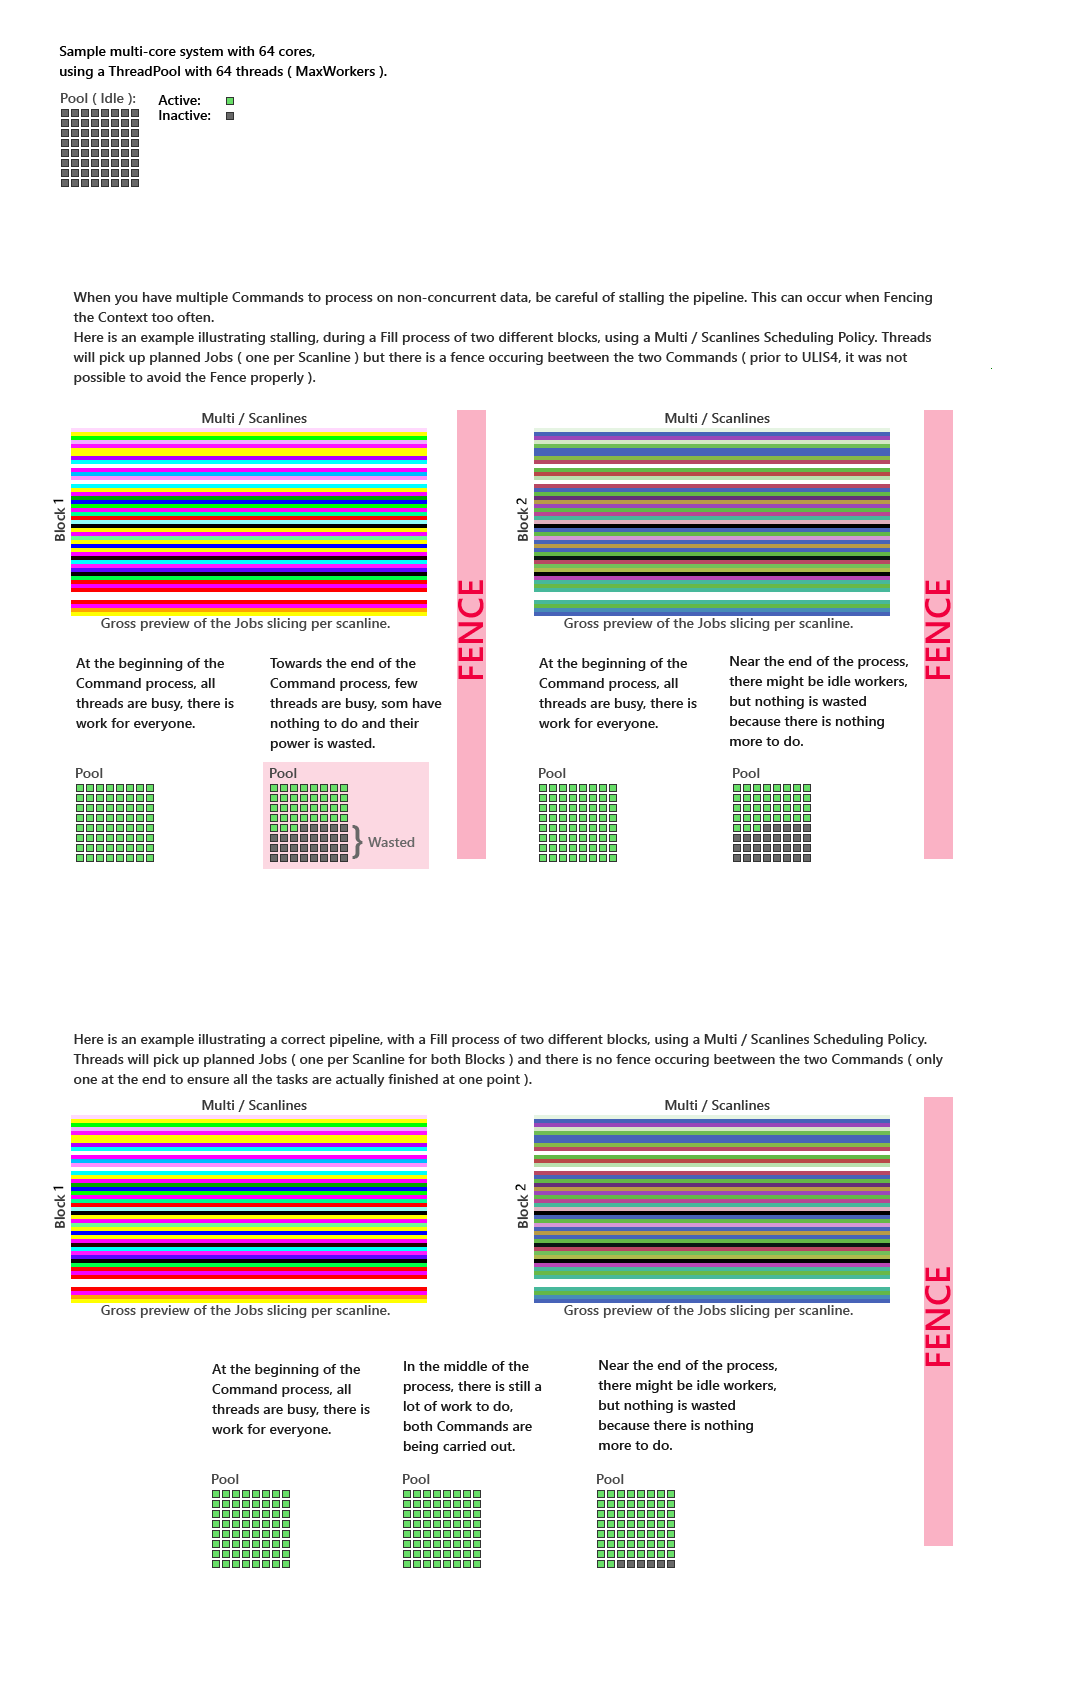 Sample multi-core system with 64 cores,
using a ThreadPool with 64 threads ( MaxWorkers ).
Pool ( Idle ):
Active:
Inactive:
When you have multiple Commands to process on non-concurrent data, be careful of stalling the pipeline. This can occur when Fencing
the Context too often.
Here is an example illustrating stalling, during a Fill process of two different blocks, using a Multi / Scanlines Scheduling Policy. Threads
will pick up planned Jobs ( one per Scanline ) but there is a fence occuring beetween the two Commands ( prior to ULIS4, it was not
possible to avoid the Fence properly ).
Multi / Scanlines
Block 1
Gross preview of the Jobs slicing per scanline.
At the beginning of the
Command process, all
threads are busy, there is
work for everyone.
Pool
Towards the end of the
Command process, few
threads are busy, som have
nothing to do and their
power is wasted.
Pool
} Wasted
FENCE
Multi / Scanlines
Block 2
Gross preview of the Jobs slicing per scanline.
At the beginning of the
Command process, all
threads are busy, there is
work for everyone.
Pool
Near the end of the process,
there might be idle workers,
but nothing is wasted
because there is nothing
more to do.
Pool
FENCE
Here is an example illustrating a correct pipeline, with a Fill process of two different blocks, using a Multi / Scanlines Scheduling Policy.
Threads will pick up planned Jobs ( one per Scanline for both Blocks ) and there is no fence occuring beetween the two Commands ( only
one at the end to ensure all the tasks are actually finished at one point ).
Multi / Scanlines
Block 1
Gross preview of the Jobs slicing per scanline.
Multi / Scanlines
Block 2
Gross preview of the Jobs slicing per scanline.
At the beginning of the
Command process, all
threads are busy, there is
work for everyone.
Pool
In the middle of the
process, there is still a
lot of work to do,
both Commands are
being carried out.
Pool
Near the end of the process,
there might be idle workers,
but nothing is wasted
because there is nothing
more to do.
Pool
FENCE